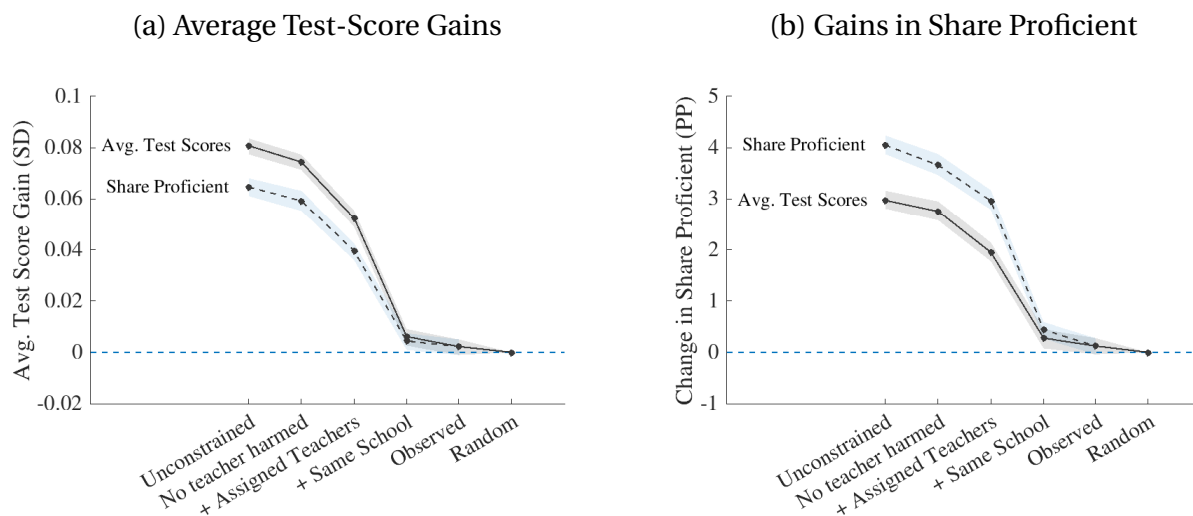 (a) Average Test-Score Gains
Avg. Test Score Gain (SD)
0.1
0.08
0.06
0.04
0.02
0
-0.02
Avg. Test Scores
Share Proficient
Unconstrained
No teacher harmed
+ Assigned Teachers
+ Same School
Observed
Random
(b) Gains in Share Proficient
Change in Share Proficient (PP)
5
4
3
2
1
0
-1
Share Proficient
Avg. Test Scores
Unconstrained
No teacher harmed
+ Assigned Teachers
+ Same School
Observed
Random